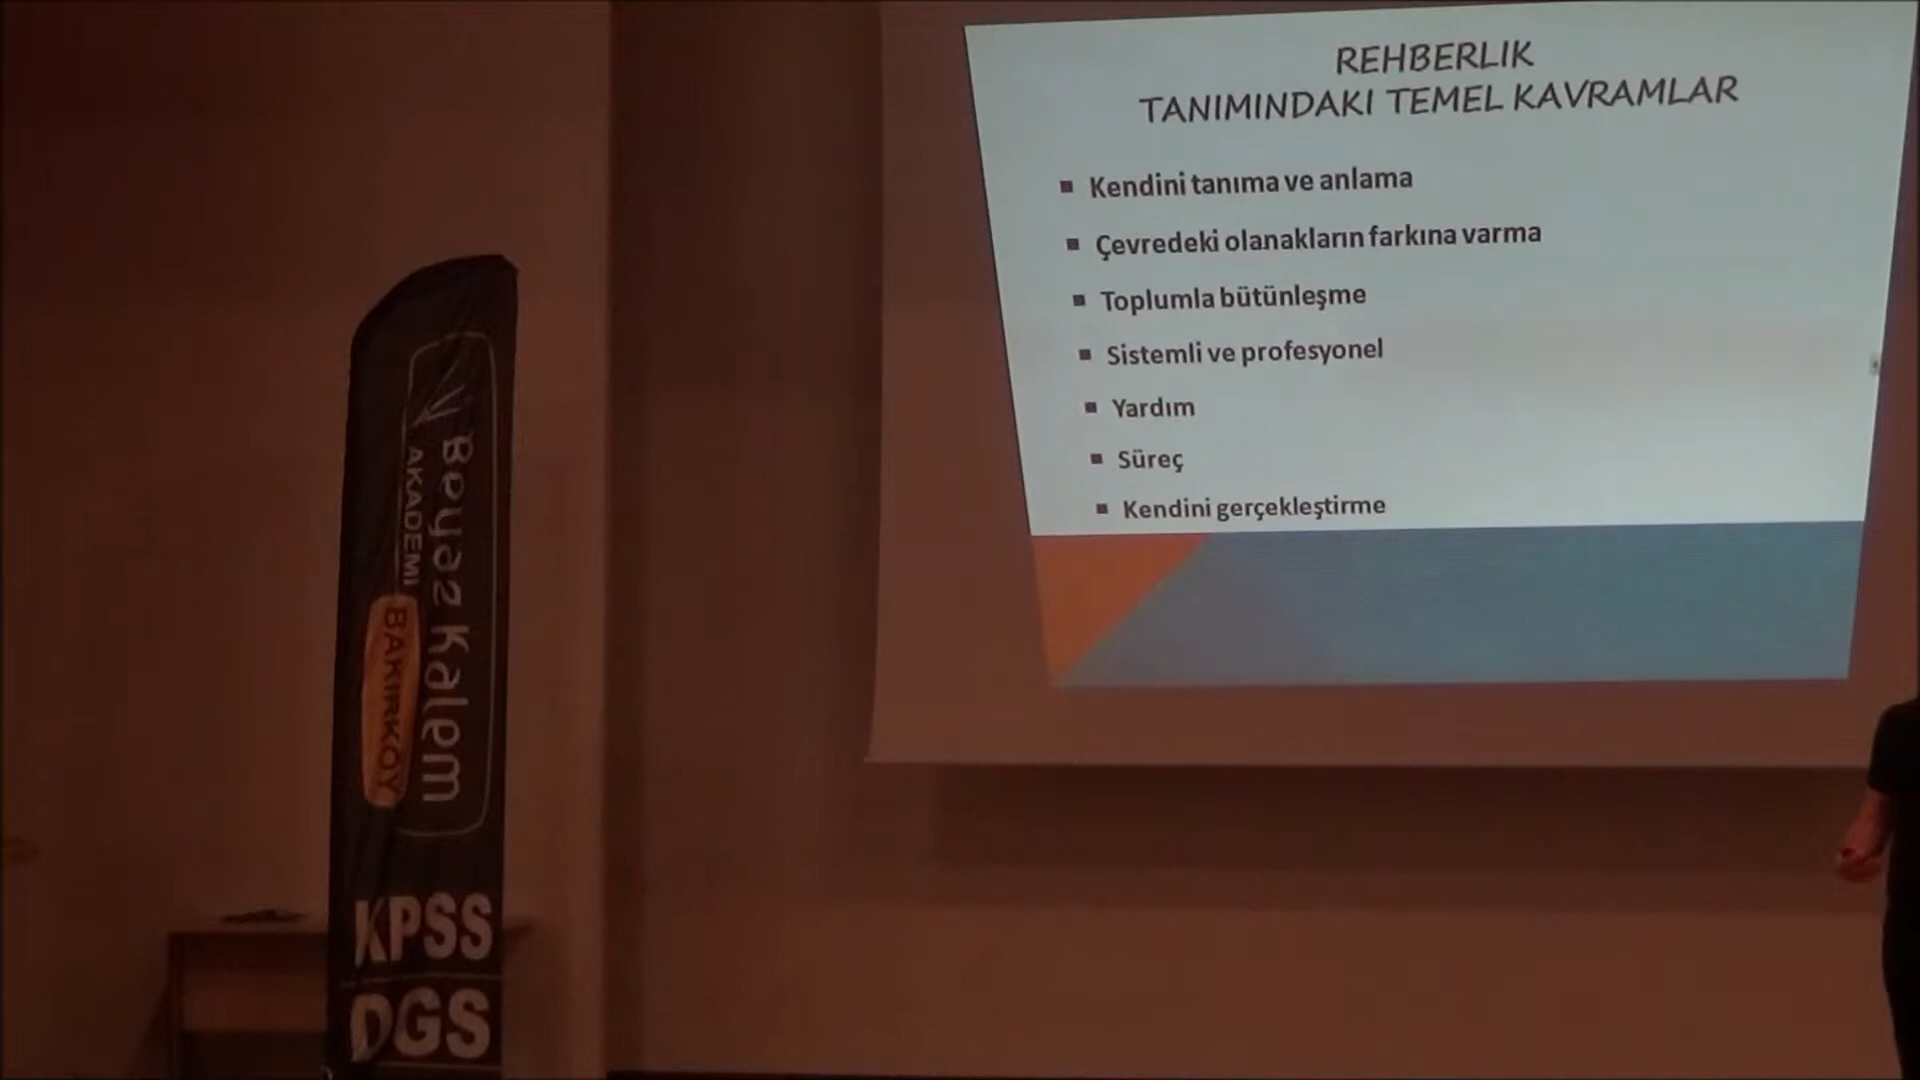 REHBERLIK
TANIMINDAKI TEMEL KAVRAMLAR
Kendini tanıma ve anlama
Çevredeki olanakların farkına varma
Toplumla bütünleşme
Sistemli ve profesyonel
Yardım
Süreç
Kendini gerçekleştirme
Beyaz Kalem
AKADEMİ
BAKIRKÖY
KPSS
DGS